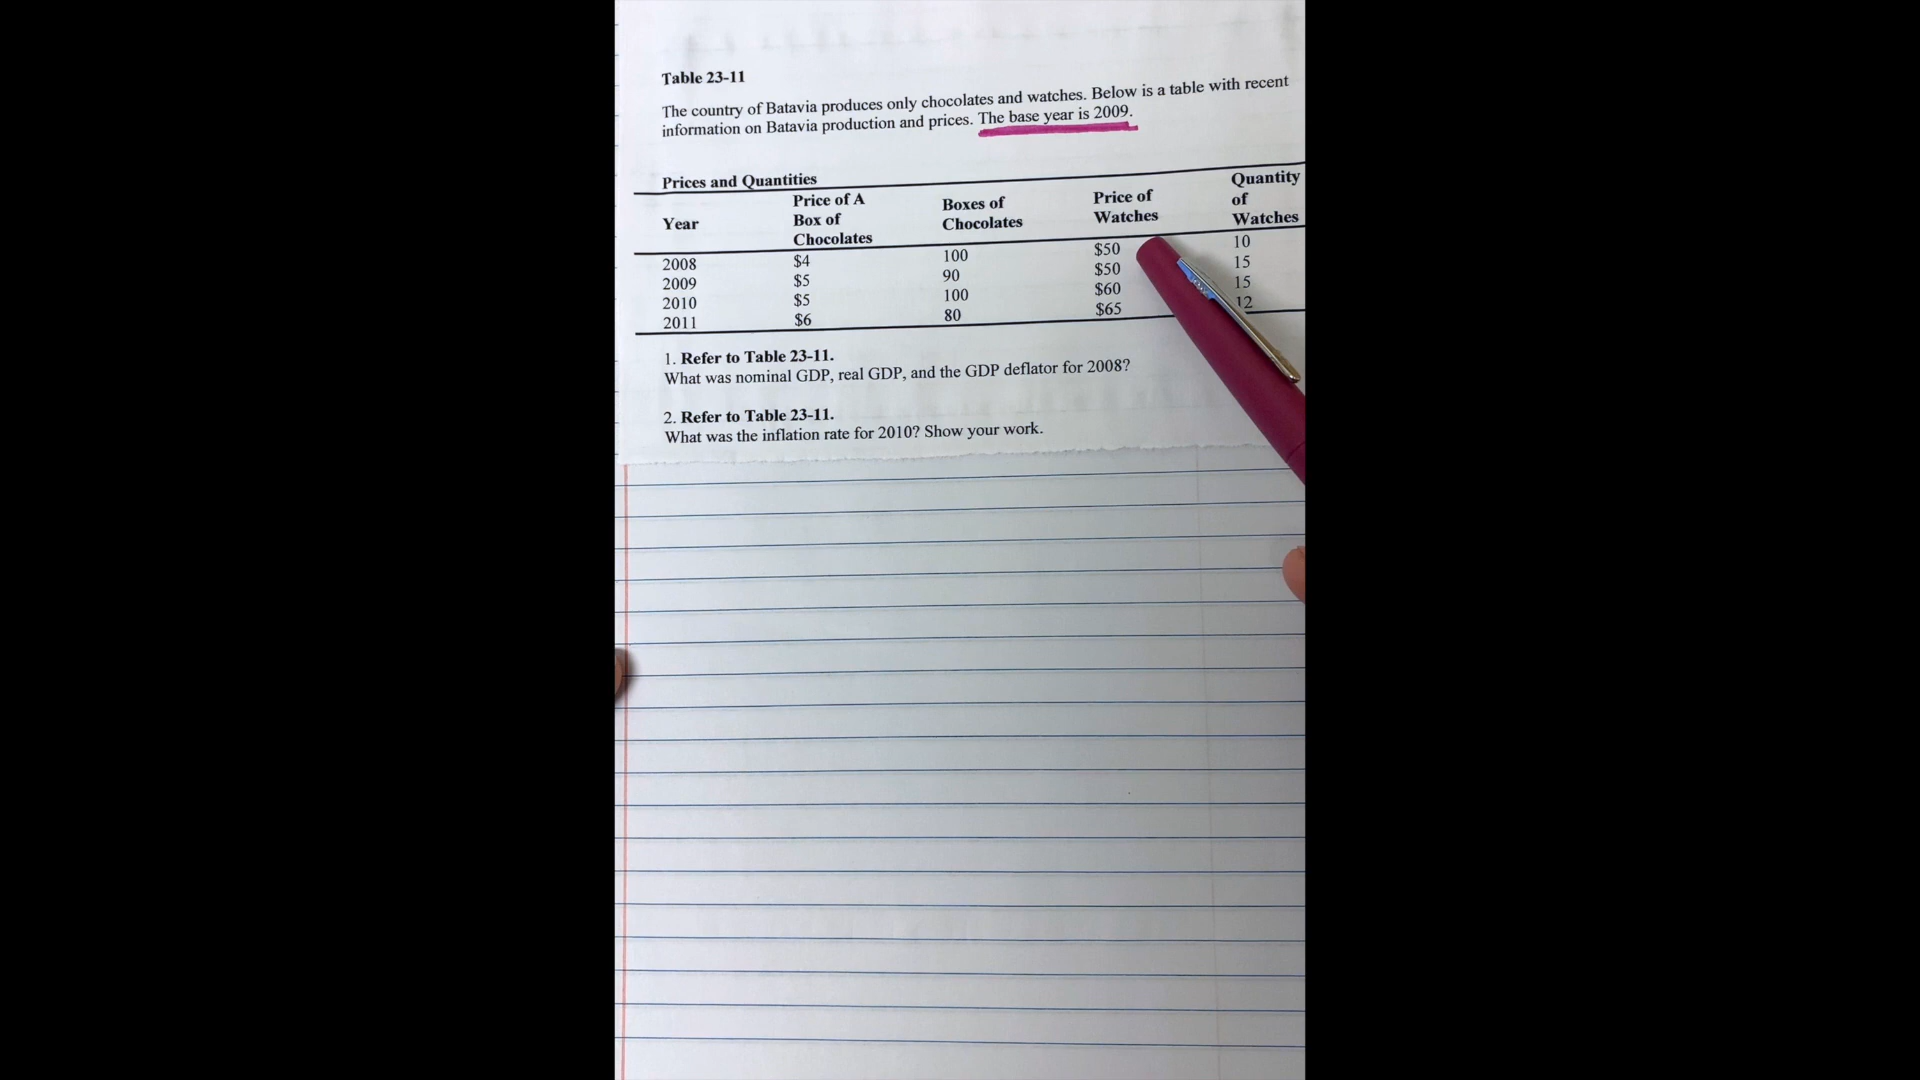 Table 23-11
The country of Batavia produces only chocolates and watches. Below is a table with recent
information on Batavia production and prices. The base year is 2009.
Prices and Quantities
Year Price of A Box of Chocolates Boxes of Chocolates Price of Watches Quantity of Watches
2008 $4 100 $50 10
2009 $5 90 $50 15
2010 $5 100 $60 15
2011 $6 80 $65 12
1. Refer to Table 23-11.
What was nominal GDP, real GDP, and the GDP deflator for 2008?
2. Refer to Table 23-11.
What was the inflation rate for 2010? Show your work.